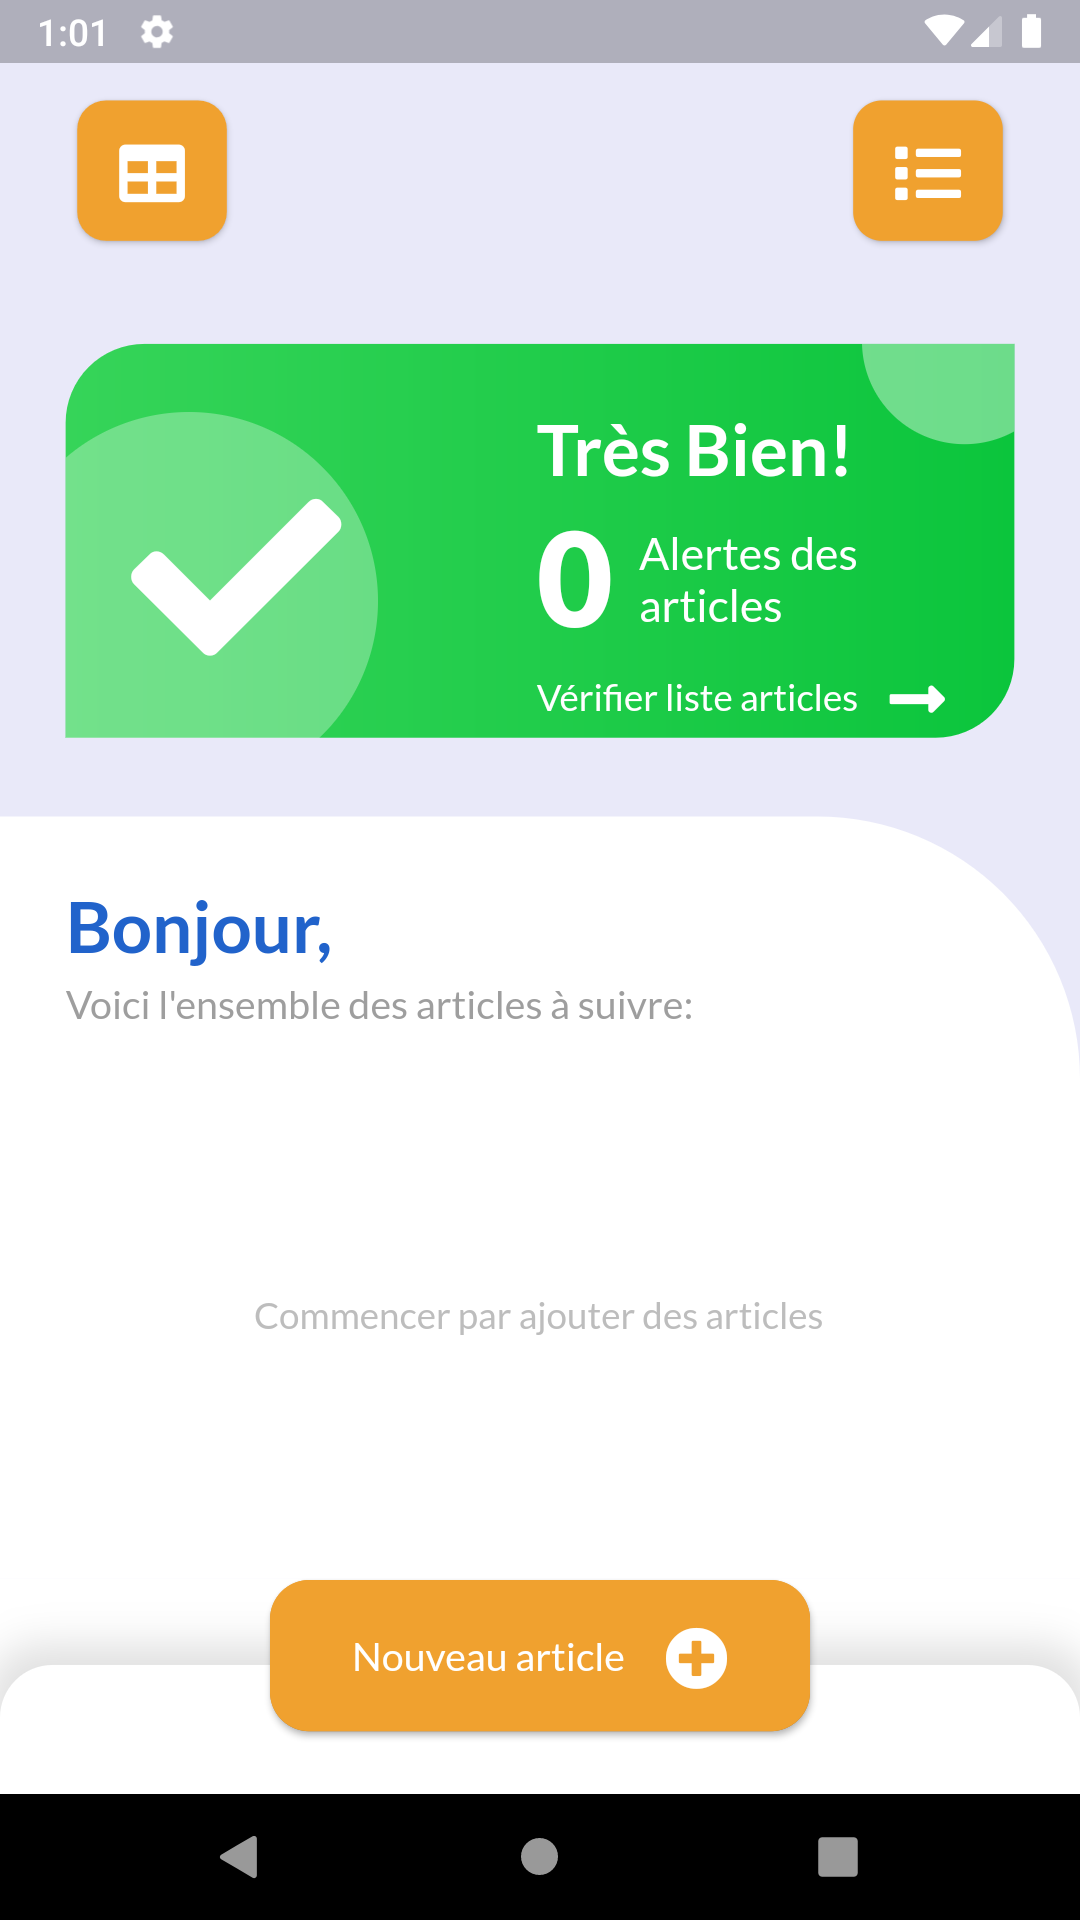 1:01
Très Bien!
0
Alertes des
articles
Vérifier liste articles
Bonjour,
Voici l'ensemble des articles à suivre:
Commencer par ajouter des articles
Nouveau article